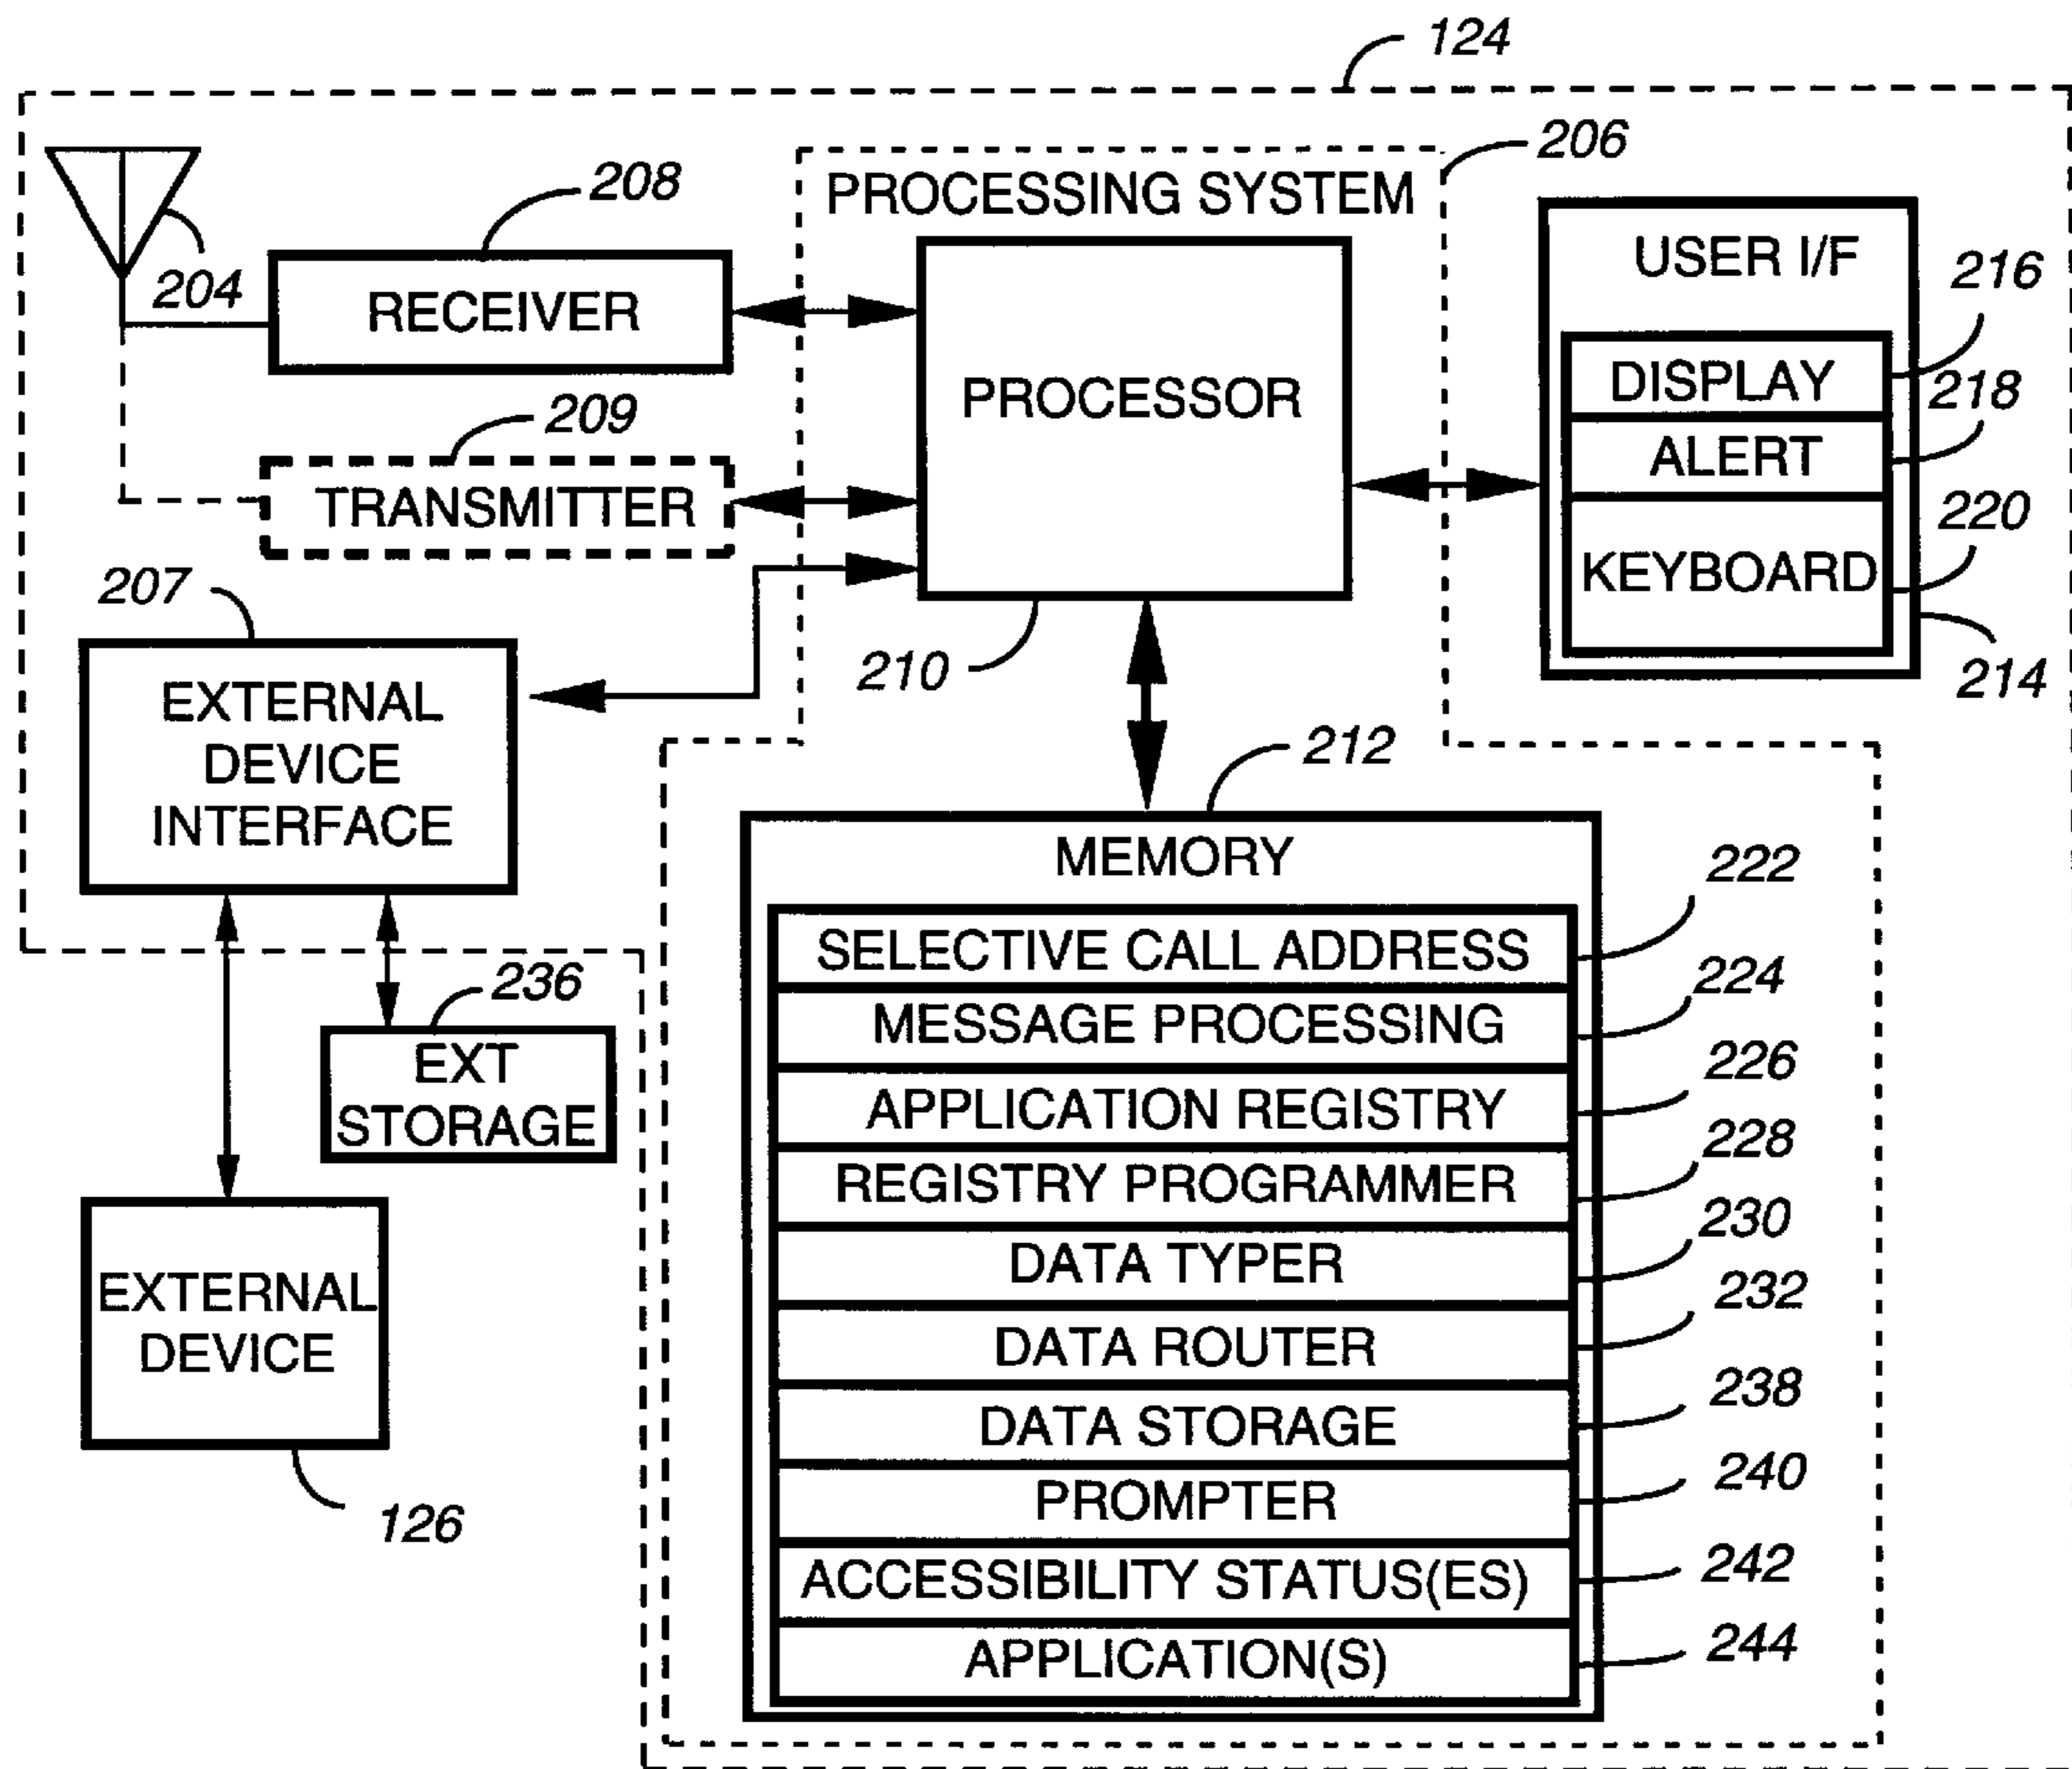 124
206
PROCESSING SYSTEM
208
204
RECEIVER
PROCESSOR
USER I/F
216
DISPLAY
218
ALERT
220
KEYBOARD
214
209
TRANSMITTER
207
EXTERNAL
DEVICE
INTERFACE
210
212
MEMORY
222
SELECTIVE CALL ADDRESS
224
MESSAGE PROCESSING
226
APPLICATION REGISTRY
228
REGISTRY PROGRAMMER
230
DATA TYPER
232
DATA ROUTER
238
DATA STORAGE
240
PROMPTER
242
ACCESSIBILITY STATUS(ES)
244
APPLICATION(S)
236
EXT
STORAGE
EXTERNAL
DEVICE
126